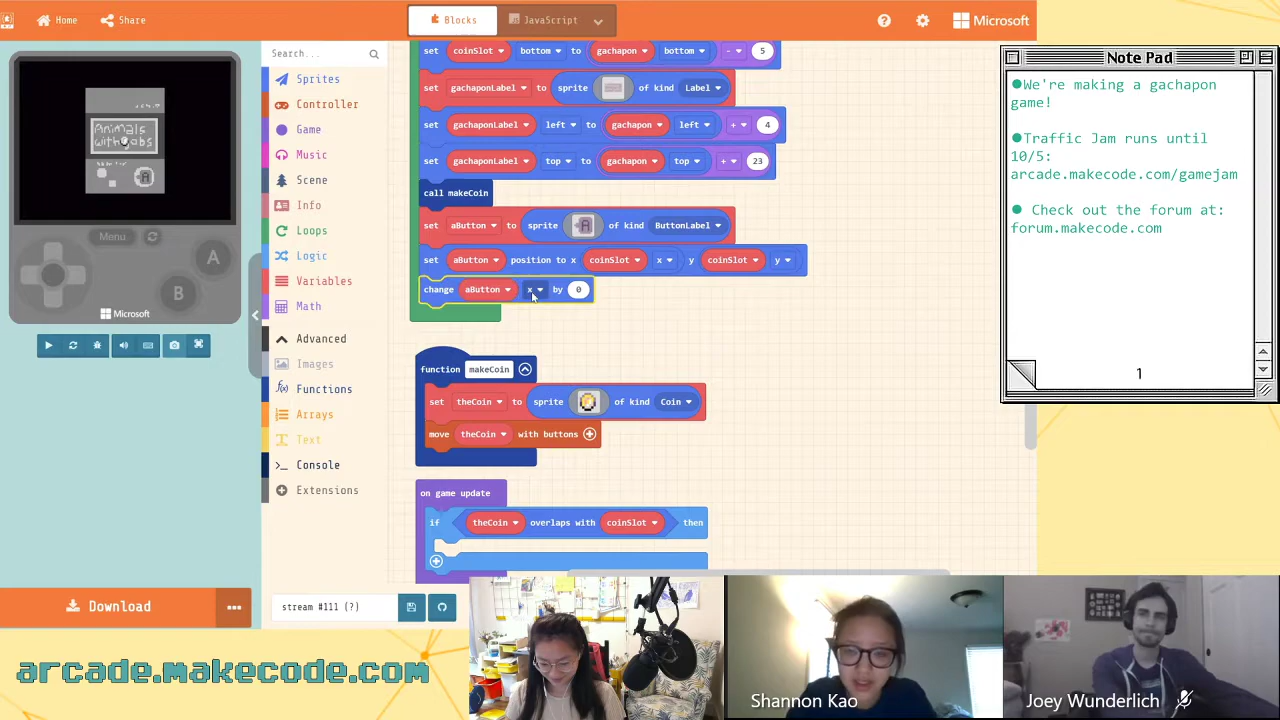 Home
Share
Blocks
JavaScript
Microsoft
Search...
Sprites
Controller
Game
Music
Scene
Info
Loops
Logic
Variables
Math
Advanced
Images
Functions
Arrays
Text
Console
Extensions
Animals
with jobs
A
Menu
A
B
Microsoft
set coinSlot bottom to gachapon bottom - 5
set gachaponLabel to sprite of kind Label
set gachaponLabel left to gachapon left + 4
set gachaponLabel top to gachapon top + 23
call makeCoin
set aButton to sprite A of kind ButtonLabel
set aButton position to x coinSlot x y coinSlot y
change aButton x by 0
function makeCoin
set theCoin to sprite of kind Coin
move theCoin with buttons
on game update
if theCoin overlaps with coinSlot then
Note Pad
●We're making a gachapon
game!
●Traffic Jam runs until
10/5:
arcade.makecode.com/gamejam
● Check out the forum at:
forum.makecode.com
1
Download
stream #111 (?)
arcade.makecode.com
Shannon Kao
Joey Wunderlich